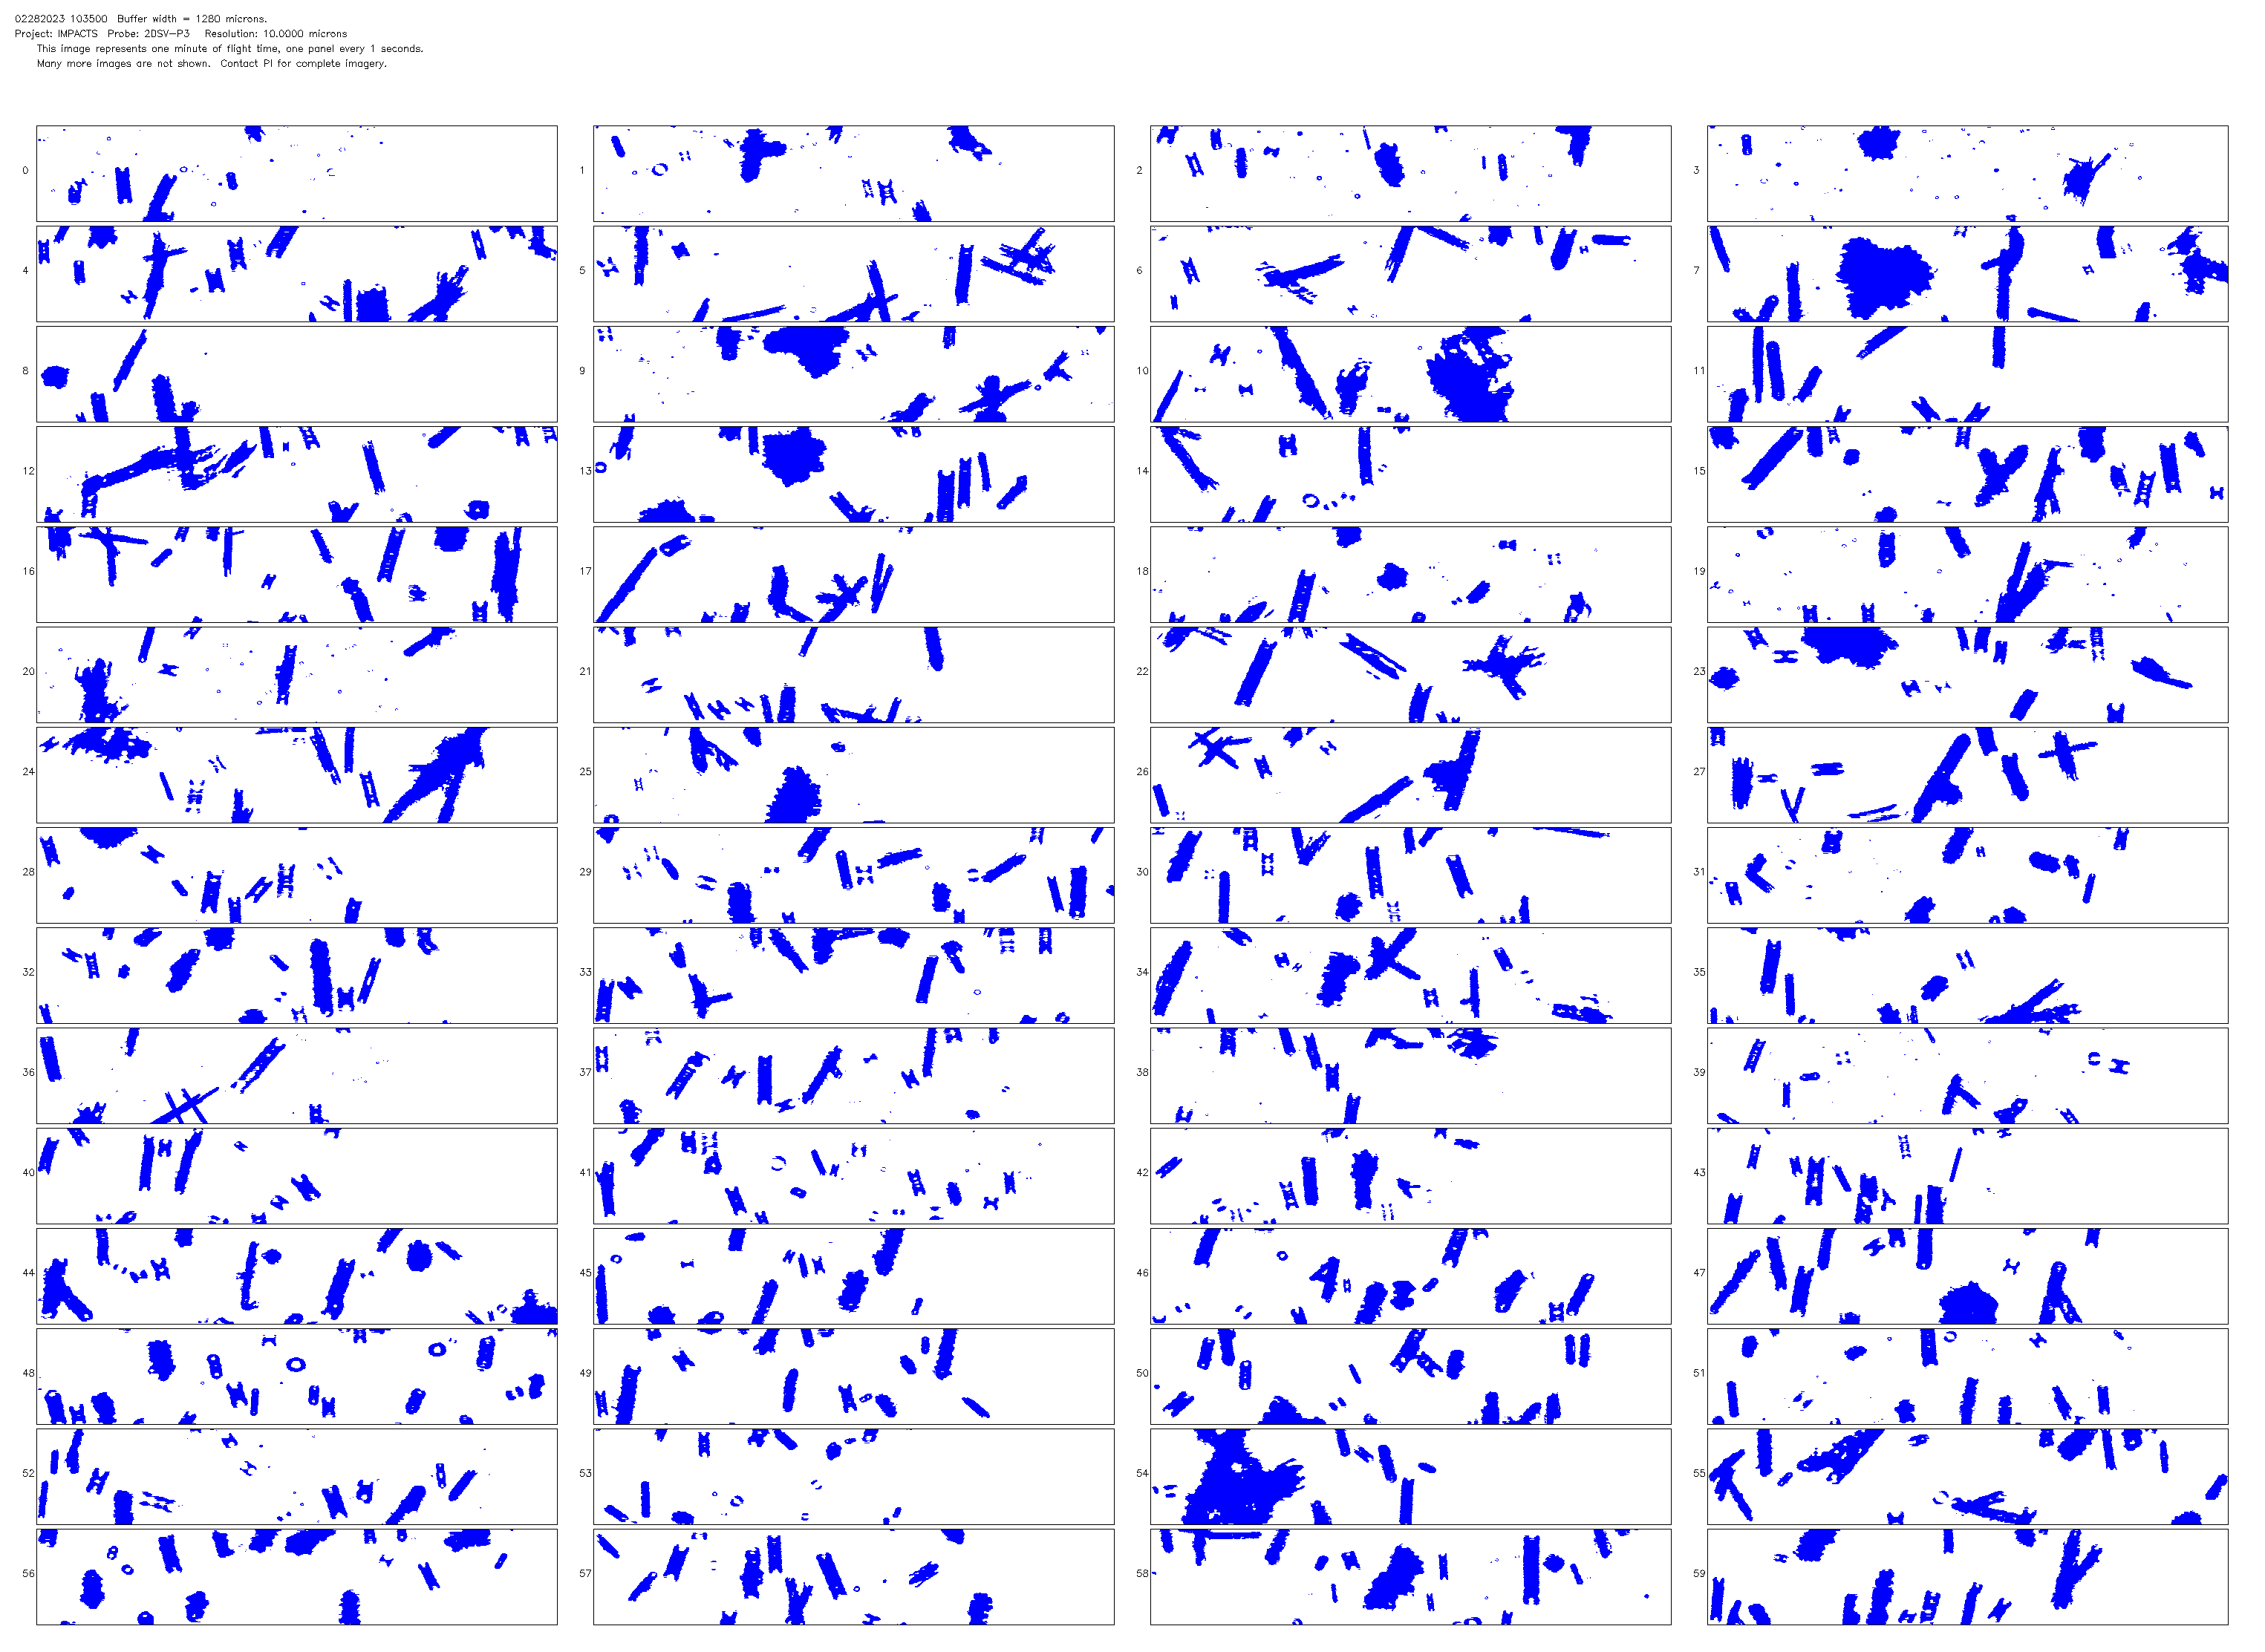 02282023 103500  Buffer width = 1280 microns.
Project: IMPACTS  Probe: 2DSV-P3  Resolution: 10.0000 microns
This image represents one minute of flight time, one panel every 1 seconds.
Many more images are not shown.  Contact PI for complete imagery.
0 1 2 3
4 5 6 7
8 9 10 11
12 13 14 15
16 17 18 19
20 21 22 23
24 25 26 27
28 29 30 31
32 33 34 35
36 37 38 39
40 41 42 43
44 45 46 47
48 49 50 51
52 53 54 55
56 57 58 59